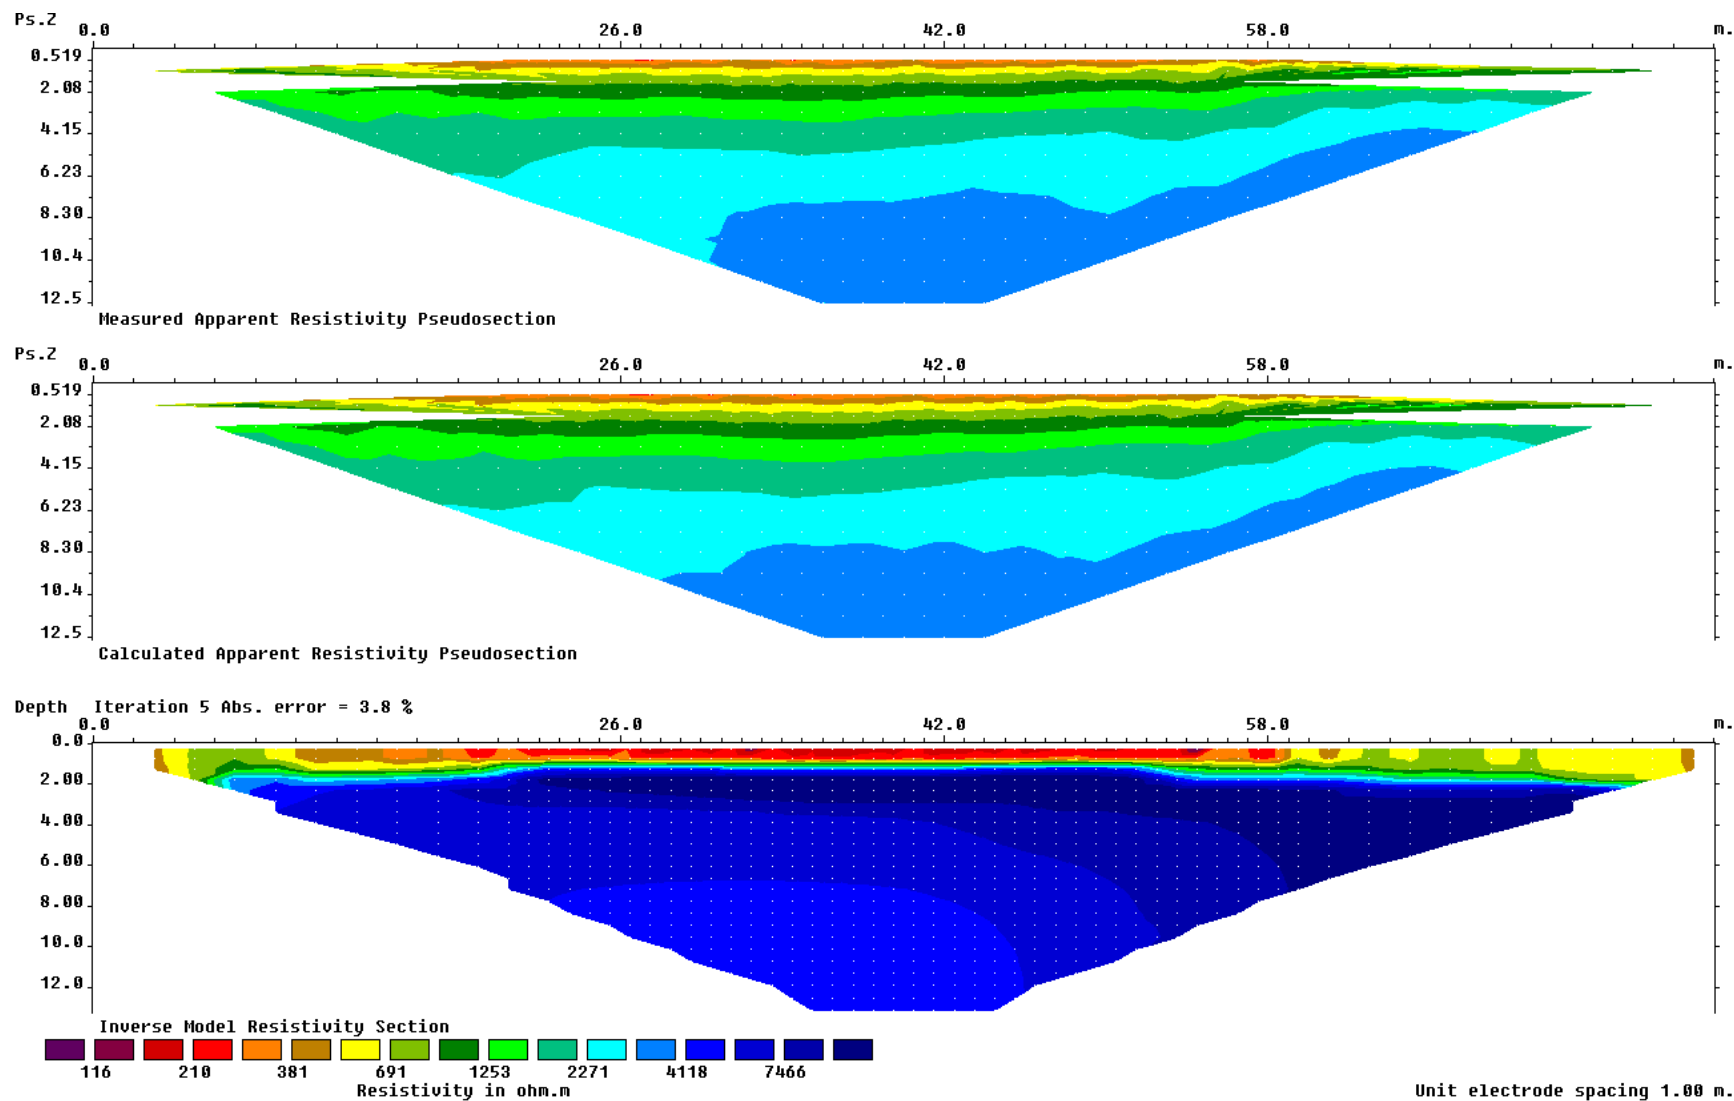 Ps.Z 0.0 26.0 42.0 58.0 m.
0.519
2.08
4.15
6.23
8.30
10.4
12.5
Measured Apparent Resistivity Pseudosection
Ps.Z 0.0 26.0 42.0 58.0 m.
0.519
2.08
4.15
6.23
8.30
10.4
12.5
Calculated Apparent Resistivity Pseudosection
Depth Iteration 5 Abs. error = 3.8 %
0.0 26.0 42.0 58.0 m.
0.0
2.00
4.00
6.00
8.00
10.0
12.0
Inverse Model Resistivity Section
116 210 381 691 1253 2271 4118 7466
Resistivity in ohm.m
Unit electrode spacing 1.00 m.